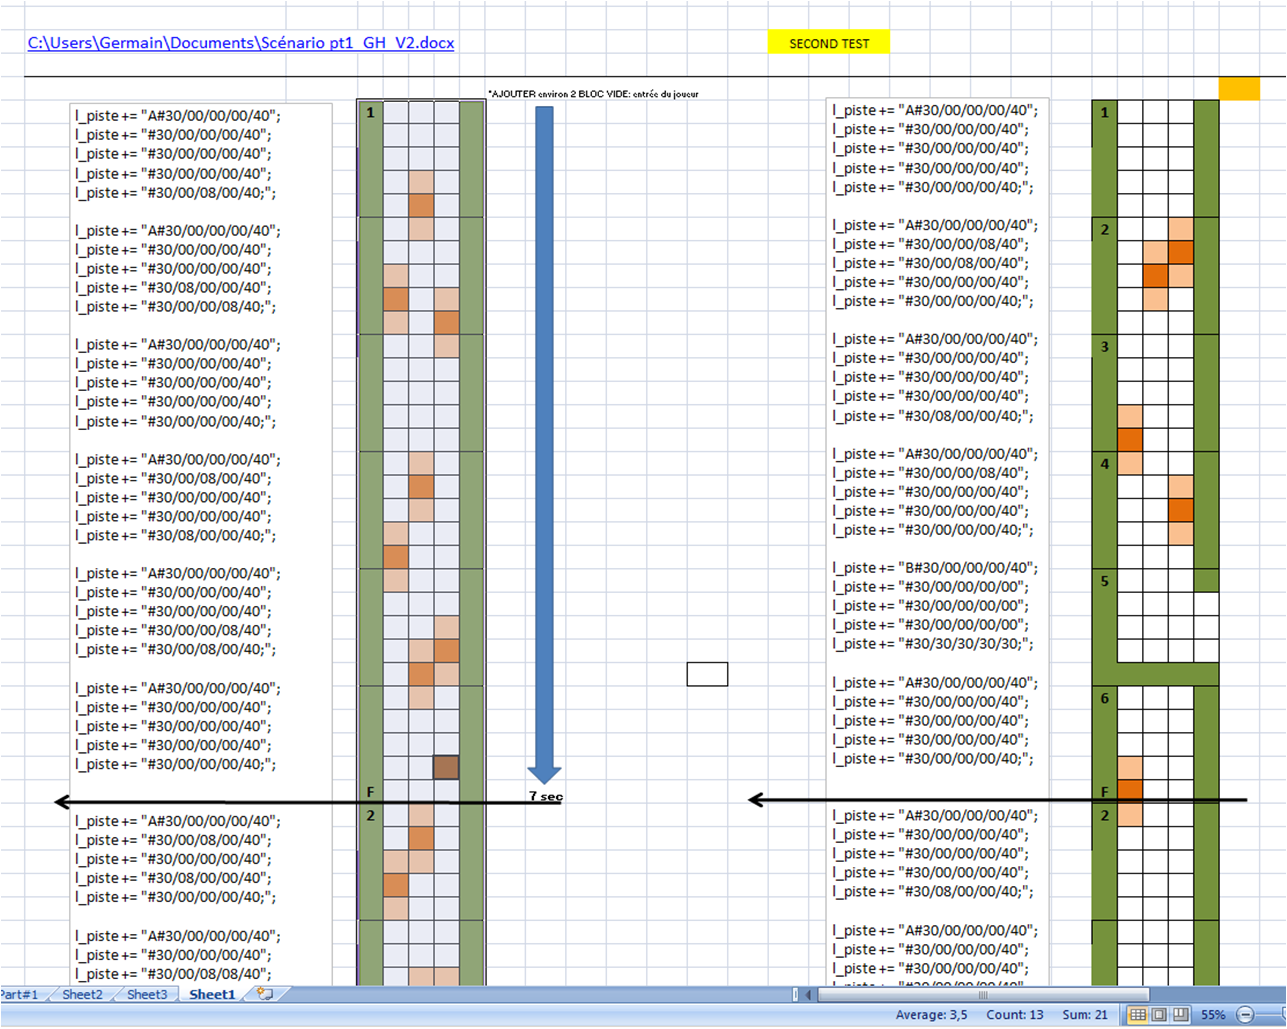 C:\Users\Germain\Documents\Scénario pt1_GH_V2.docx
SECOND TEST
*AJOUTER environ 2 BLOC VIDE: entrée du joueur
l_piste += "A#30/00/00/00/40";
l_piste += "#30/00/00/00/40";
l_piste += "#30/00/00/00/40";
l_piste += "#30/00/00/00/40";
l_piste += "#30/00/08/00/40;";
l_piste += "A#30/00/00/00/40";
l_piste += "#30/00/00/00/40";
l_piste += "#30/00/00/00/40";
l_piste += "#30/08/00/00/40";
l_piste += "#30/00/00/08/40;";
l_piste += "A#30/00/00/00/40";
l_piste += "#30/00/00/00/40";
l_piste += "#30/00/00/00/40";
l_piste += "#30/00/00/00/40";
l_piste += "#30/00/00/00/40;";
l_piste += "A#30/00/00/00/40";
l_piste += "#30/00/08/00/40";
l_piste += "#30/00/00/00/40";
l_piste += "#30/00/00/00/40";
l_piste += "#30/08/00/00/40;";
l_piste += "A#30/00/00/00/40";
l_piste += "#30/00/00/00/40";
l_piste += "#30/00/00/00/40";
l_piste += "#30/00/00/08/40";
l_piste += "#30/00/08/00/40;";
l_piste += "A#30/00/00/00/40";
l_piste += "#30/00/00/00/40";
l_piste += "#30/00/00/00/40";
l_piste += "#30/00/00/00/40";
l_piste += "#30/00/00/00/40;";
l_piste += "A#30/00/00/00/40";
l_piste += "#30/00/08/00/40";
l_piste += "#30/00/00/00/40";
l_piste += "#30/08/00/00/40";
l_piste += "#30/00/00/00/40;";
l_piste += "A#30/00/00/00/40";
l_piste += "#30/00/00/00/40";
l_piste += "#30/00/08/08/40";
1
F
2
7 sec
l_piste += "A#30/00/00/00/40";
l_piste += "#30/00/00/00/40";
l_piste += "#30/00/00/00/40";
l_piste += "#30/00/00/00/40";
l_piste += "#30/00/00/00/40;";
l_piste += "A#30/00/00/00/40";
l_piste += "#30/00/00/08/40";
l_piste += "#30/00/08/00/40";
l_piste += "#30/00/00/00/40";
l_piste += "#30/00/00/00/40;";
l_piste += "A#30/00/00/00/40";
l_piste += "#30/00/00/00/40";
l_piste += "#30/00/00/00/40";
l_piste += "#30/00/00/00/40";
l_piste += "#30/08/00/00/40;";
l_piste += "A#30/00/00/00/40";
l_piste += "#30/00/00/08/40";
l_piste += "#30/00/00/00/40";
l_piste += "#30/00/00/00/40";
l_piste += "#30/00/00/00/40;";
l_piste += "B#30/00/00/00/40";
l_piste += "#30/00/00/00/00";
l_piste += "#30/00/00/00/00";
l_piste += "#30/00/00/00/00";
l_piste += "#30/30/30/30/30;";
l_piste += "A#30/00/00/00/40";
l_piste += "#30/00/00/00/40";
l_piste += "#30/00/00/00/40";
l_piste += "#30/00/00/00/40";
l_piste += "#30/00/00/00/40;";
l_piste += "A#30/00/00/00/40";
l_piste += "#30/00/00/00/40";
l_piste += "#30/00/00/00/40";
l_piste += "#30/00/00/00/40";
l_piste += "#30/08/00/00/40;";
l_piste += "A#30/00/00/00/40";
l_piste += "#30/00/00/00/40";
l_piste += "#30/00/00/00/40";
1
2
3
4
5
6
F
2
Part#1 Sheet2 Sheet3 Sheet1
Average: 3,5 Count: 13 Sum: 21 55%